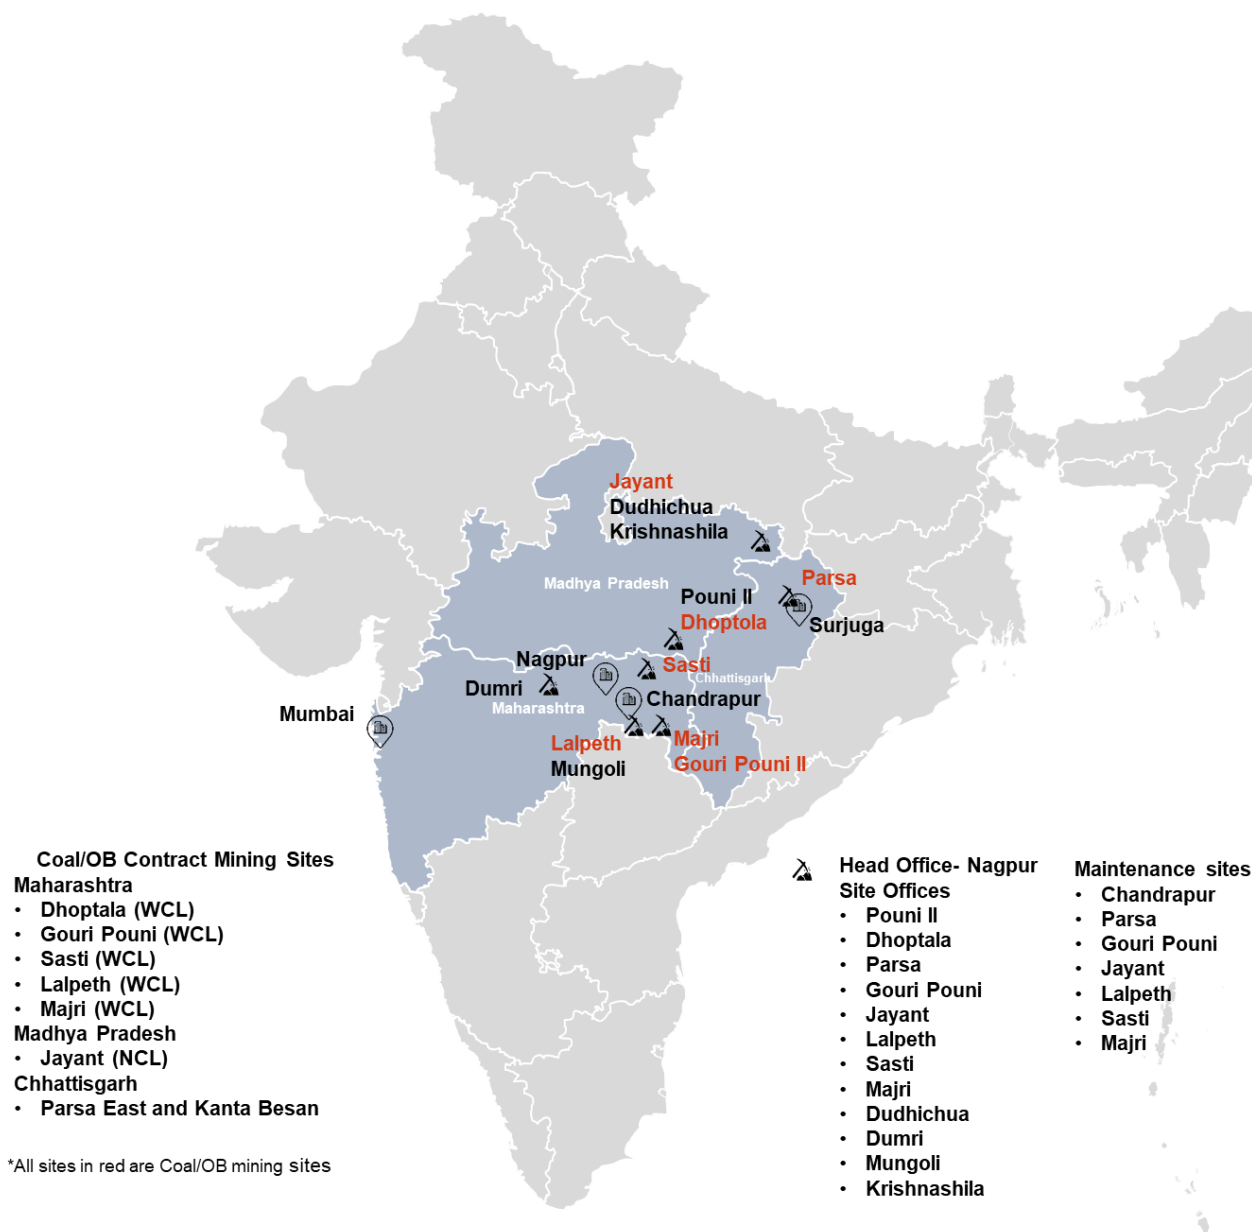 Jayant
Dudhichua
Krishnashila
Madhya Pradesh
Parsa
Pouni II
Dhoptola
Surjuga
Nagpur
Sasti
Chhattisgarh
Dumri
Maharashtra
Chandrapur
Mumbai
Lalpeth
Mungoli
Majri
Gouri Pouni II
Coal/OB Contract Mining Sites
Maharashtra
• Dhoptala (WCL)
• Gouri Pouni (WCL)
• Sasti (WCL)
• Lalpeth (WCL)
• Majri (WCL)
Madhya Pradesh
• Jayant (NCL)
Chhattisgarh
• Parsa East and Kanta Besan
*All sites in red are Coal/OB mining sites
Head Office- Nagpur
Site Offices
• Pouni II
• Dhoptala
• Parsa
• Gouri Pouni
• Jayant
• Lalpeth
• Sasti
• Majri
• Dudhichua
• Dumri
• Mungoli
• Krishnashila
Maintenance sites
• Chandrapur
• Parsa
• Gouri Pouni
• Jayant
• Lalpeth
• Sasti
• Majri